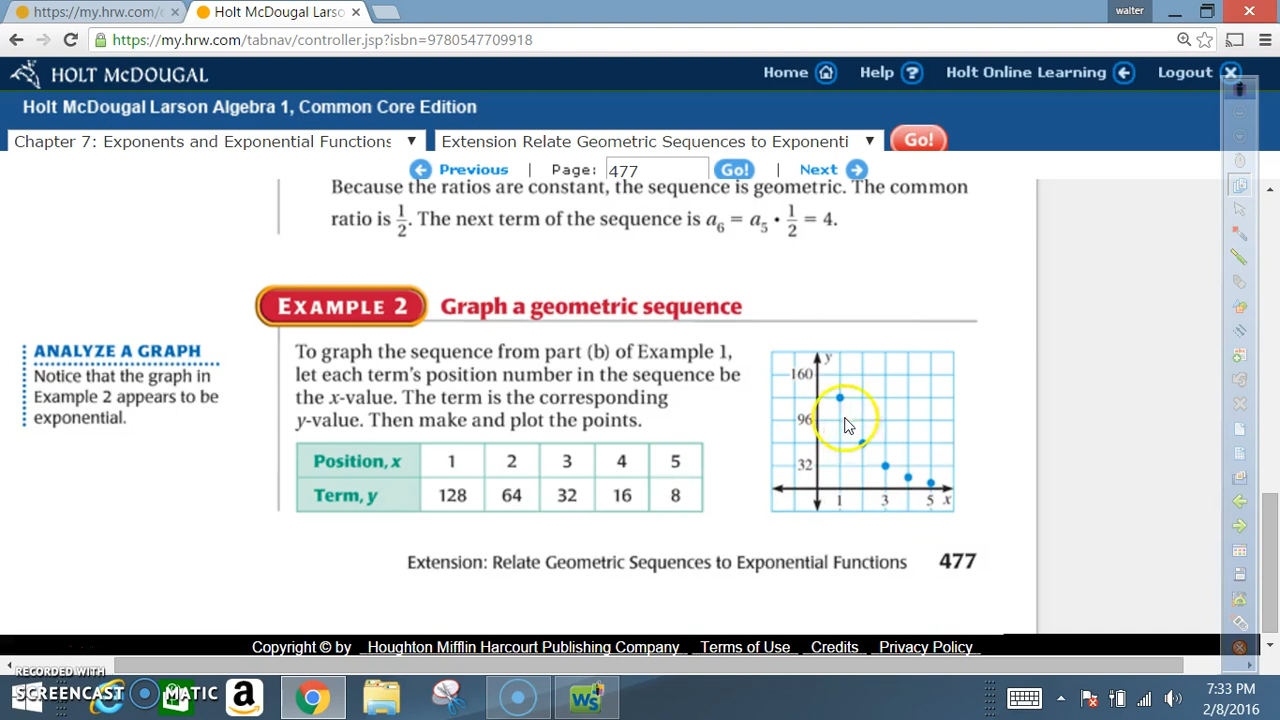 https://my.hrw.com/
Holt McDougal Larso
walter
https://my.hrw.com/tabnav/controller.jsp?isbn=9780547709918
HOLT MCDOUGAL
Home
Help
Holt Online Learning
Logout
Holt McDougal Larson Algebra 1, Common Core Edition
Chapter 7: Exponents and Exponential Functions
Extension Relate Geometric Sequences to Exponenti
Go!
Previous | Page: 477 Go! | Next
Because the ratios are constant, the sequence is geometric. The common
ratio is 1/2. The next term of the sequence is a₆ = a₅ • 1/2 = 4.
EXAMPLE 2 Graph a geometric sequence
ANALYZE A GRAPH
Notice that the graph in
Example 2 appears to be
exponential.
To graph the sequence from part (b) of Example 1,
let each term's position number in the sequence be
the x-value. The term is the corresponding
y-value. Then make and plot the points.
Position, x 1 2 3 4 5
Term, y 128 64 32 16 8
y
160
96
32
1 3 5 x
Extension: Relate Geometric Sequences to Exponential Functions 477
Copyright © by Houghton Mifflin Harcourt Publishing Company Terms of Use Credits Privacy Policy
RECORDED WITH
SCREENCAST MATIC
7:33 PM
2/8/2016